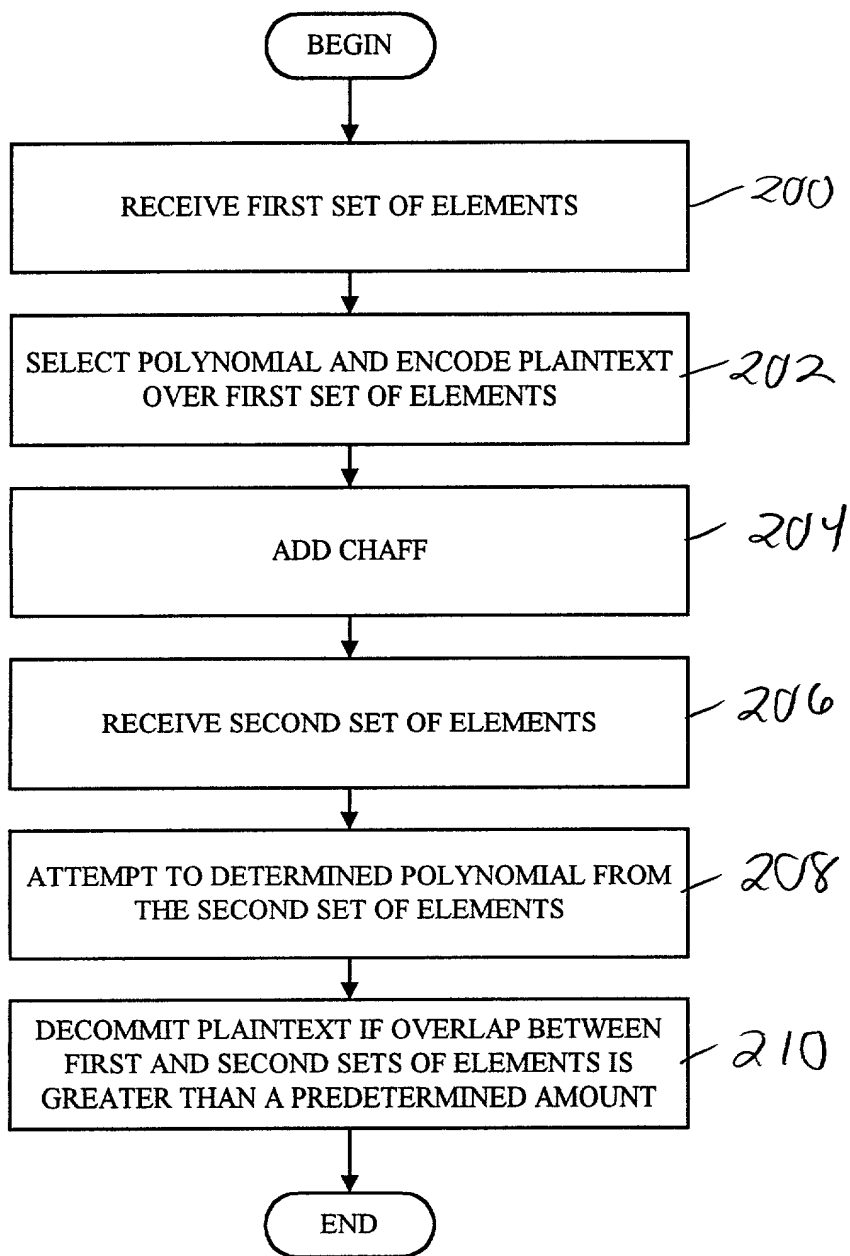 BEGIN
RECEIVE FIRST SET OF ELEMENTS
200
SELECT POLYNOMIAL AND ENCODE PLAINTEXT
OVER FIRST SET OF ELEMENTS
202
ADD CHAFF
204
RECEIVE SECOND SET OF ELEMENTS
206
ATTEMPT TO DETERMINED POLYNOMIAL FROM
THE SECOND SET OF ELEMENTS
208
DECOMMIT PLAINTEXT IF OVERLAP BETWEEN
FIRST AND SECOND SETS OF ELEMENTS IS
GREATER THAN A PREDETERMINED AMOUNT
210
END